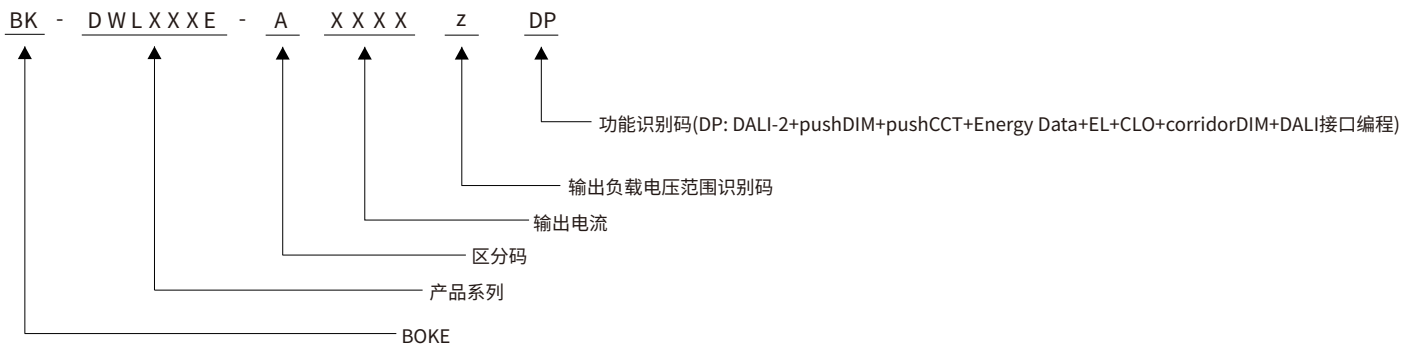 BK - DWLXXXE - A XXXX z DP
功能识别码(DP: DALI-2+pushDIM+pushCCT+Energy Data+EL+CLO+corridorDIM+DALI接口编程)
输出负载电压范围识别码
输出电流
区分码
产品系列
BOKE